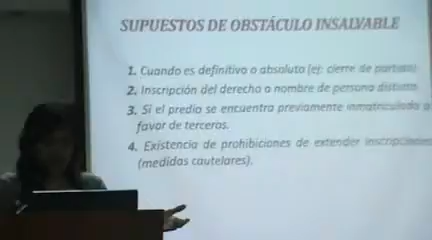 SUPUESTOS DE OBSTÁCULO INSALVABLE
1. Cuando es definitivo o absoluto (ej: cierre de partida)
2. Inscripción del derecho a nombre de persona distinta.
3. Si el predio se encuentra previamente inmatriculado a
favor de terceros.
4. Existencia de prohibiciones de extender inscripciones
(medidas cautelares).